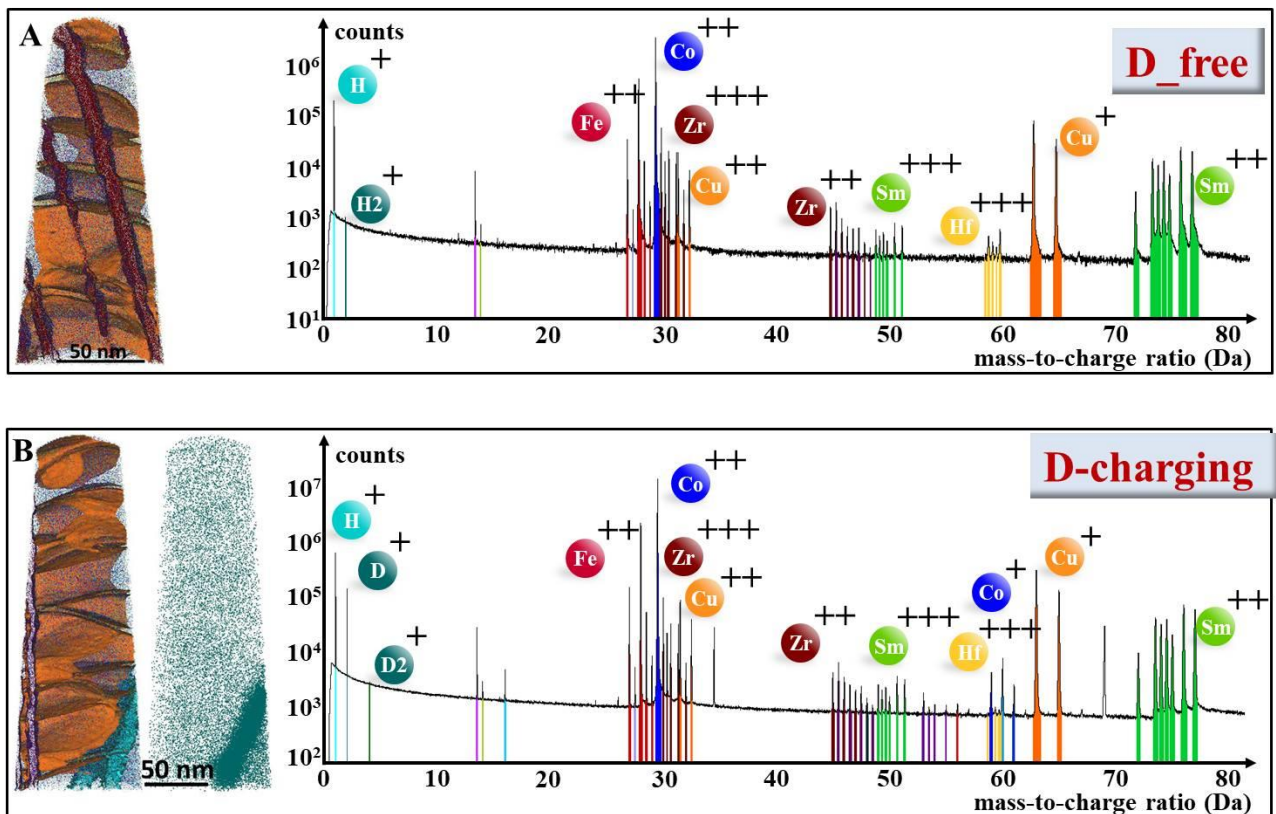 A
counts
D_free
H +
H2 +
Fe ++
Co ++
Zr +++
Cu ++
Zr ++
Sm +++
Hf +++
Cu +
Sm ++
10⁶
10⁵
10⁴
10³
10²
10¹
0 10 20 30 40 50 60 70 80
mass-to-charge ratio (Da)
50 nm
B
counts
D-charging
H +
D +
D2 +
Fe ++
Co ++
Zr +++
Cu ++
Zr ++
Sm +++
Co +
Hf +++
Cu +
Sm ++
10⁷
10⁶
10⁵
10⁴
10³
10²
0 10 20 30 40 50 60 70 80
mass-to-charge ratio (Da)
50 nm